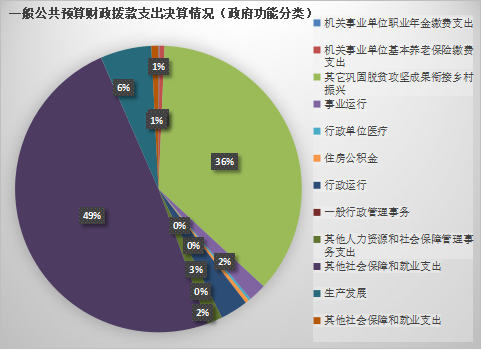 一般公共预算财政拨款支出决算情况（政府功能分类）
机关事业单位职业年金缴费支出
机关事业单位基本养老保险缴费
支出
其它巩固脱贫攻坚成果衔接乡村
振兴
事业运行
行政单位医疗
住房公积金
行政运行
一般行政管理事务
其他人力资源和社会保障管理事
务支出
其他社会保障和就业支出
生产发展
其他社会保障和就业支出
1%
6%
1%
36%
49%
0%
0%
2%
3%
0%
2%